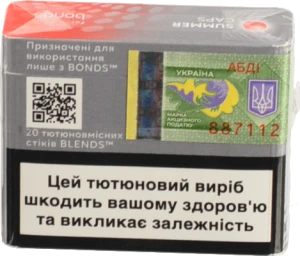 SUMMER
CAPS
bonds
Призначені для
використання
лише з BONDS™
20 тютюновмісних
стіків BLENDS™
АБДІ
УКРАЇНА
МАРКА
АКЦИЗНОГО
ПОДАТКУ
887112
Цей тютюновий виріб
шкодить вашому здоров'ю
та викликає залежність